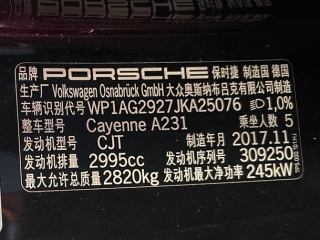 品牌 PORSCHE 保时捷 制造国 德国
生产厂 Volkswagen Osnabrück GmbH 大众奥斯纳布吕克有限公司
车辆识别代号 WP1AG2927JKA25076 1,0%
整车型号 Cayenne A231 乘坐人数 5
发动机型号 CJT 制造年月 2017.11
发动机排量 2995cc 发动机序列号 309250
最大允许总质量 2820kg 发动机最大净功率 245kW